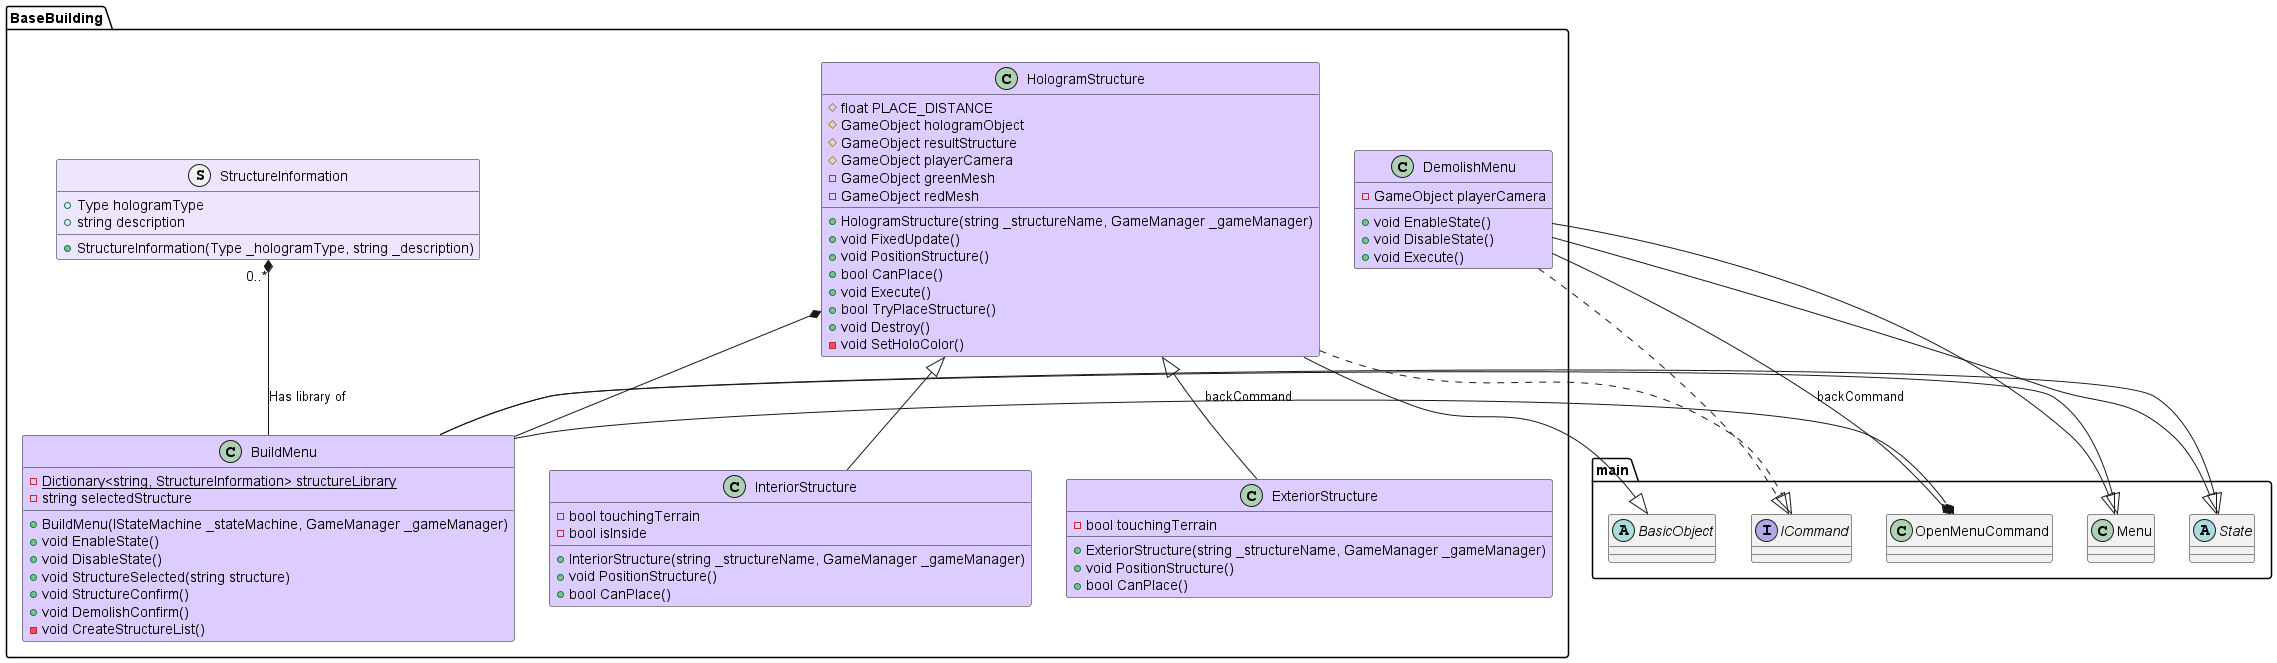 BaseBuilding
HologramStructure
float PLACE_DISTANCE
GameObject hologramObject
GameObject resultStructure
GameObject playerCamera
GameObject greenMesh
GameObject redMesh
HologramStructure(string _structureName, GameManager _gameManager)
void FixedUpdate()
void PositionStructure()
bool CanPlace()
void Execute()
bool TryPlaceStructure()
void Destroy()
void SetHoloColor()
StructureInformation
Type hologramType
string description
StructureInformation(Type _hologramType, string _description)
DemolishMenu
GameObject playerCamera
void EnableState()
void DisableState()
void Execute()
0..*
Has library of
backCommand
backCommand
BuildMenu
Dictionary<string, StructureInformation> structureLibrary
string selectedStructure
BuildMenu(IStateMachine _stateMachine, GameManager _gameManager)
void EnableState()
void DisableState()
void StructureSelected(string structure)
void StructureConfirm()
void DemolishConfirm()
void CreateStructureList()
InteriorStructure
bool touchingTerrain
bool isInside
InteriorStructure(string _structureName, GameManager _gameManager)
void PositionStructure()
bool CanPlace()
ExteriorStructure
bool touchingTerrain
ExteriorStructure(string _structureName, GameManager _gameManager)
void PositionStructure()
bool CanPlace()
main
BasicObject
ICommand
OpenMenuCommand
Menu
State